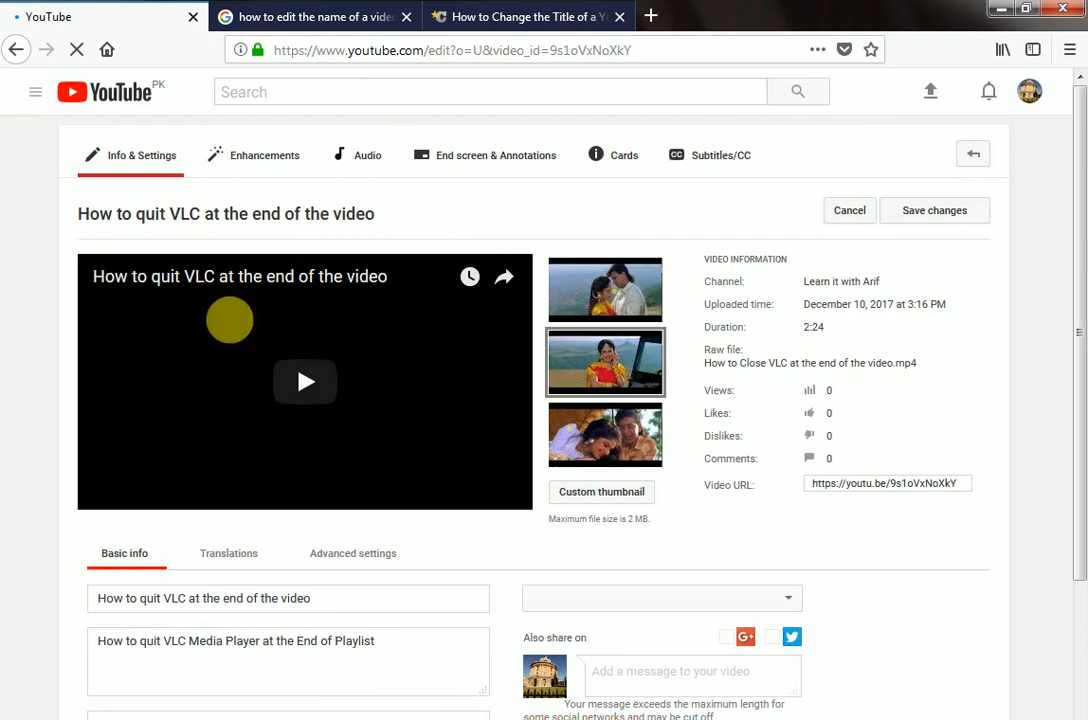 YouTube
how to edit the name of a vide
How to Change the Title of a Yo
https://www.youtube.com/edit?o=U&video_id=9s1oVxNoXkY
YouTube PK
Search
Info & Settings
Enhancements
Audio
End screen & Annotations
Cards
CC Subtitles/CC
How to quit VLC at the end of the video
Cancel
Save changes
How to quit VLC at the end of the video
VIDEO INFORMATION
Channel: Learn it with Arif
Uploaded time: December 10, 2017 at 3:16 PM
Duration: 2:24
Raw file:
How to Close VLC at the end of the video.mp4
Views: 0
Likes: 0
Dislikes: 0
Comments: 0
Video URL: https://youtu.be/9s1oVxNoXkY
Custom thumbnail
Maximum file size is 2 MB.
Basic info
Translations
Advanced settings
How to quit VLC at the end of the video
How to quit VLC Media Player at the End of Playlist
Also share on
G+
Add a message to your video
Your message exceeds the maximum length for
some social networks and may be cut off